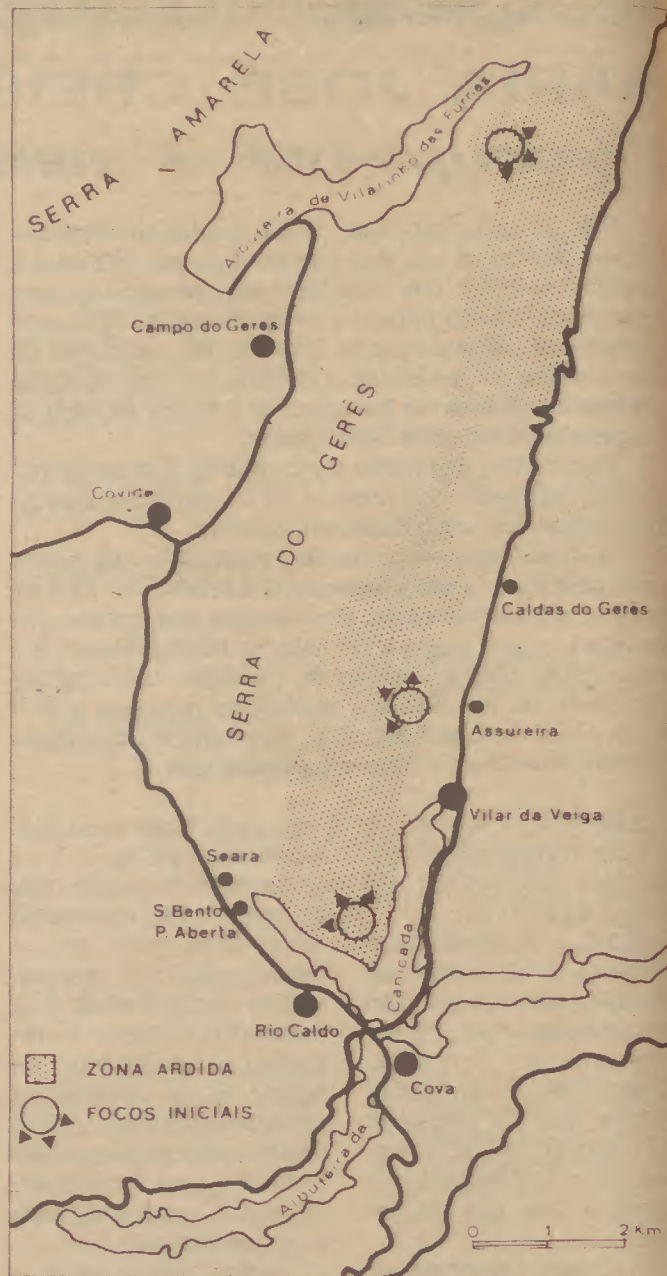 SERRA AMARELA
Albufeira de Vilarinho das Furnas
Campo do Geres
SERRA DO GERÊS
Covide
Caldas do Geres
Assureira
Vilar da Veiga
Seara
S. Bento
P. Aberta
Canicada
Rio Caldo
Cova
ZONA ARDIDA
FOCOS INICIAIS
Albufeira da
0 1 2 Km